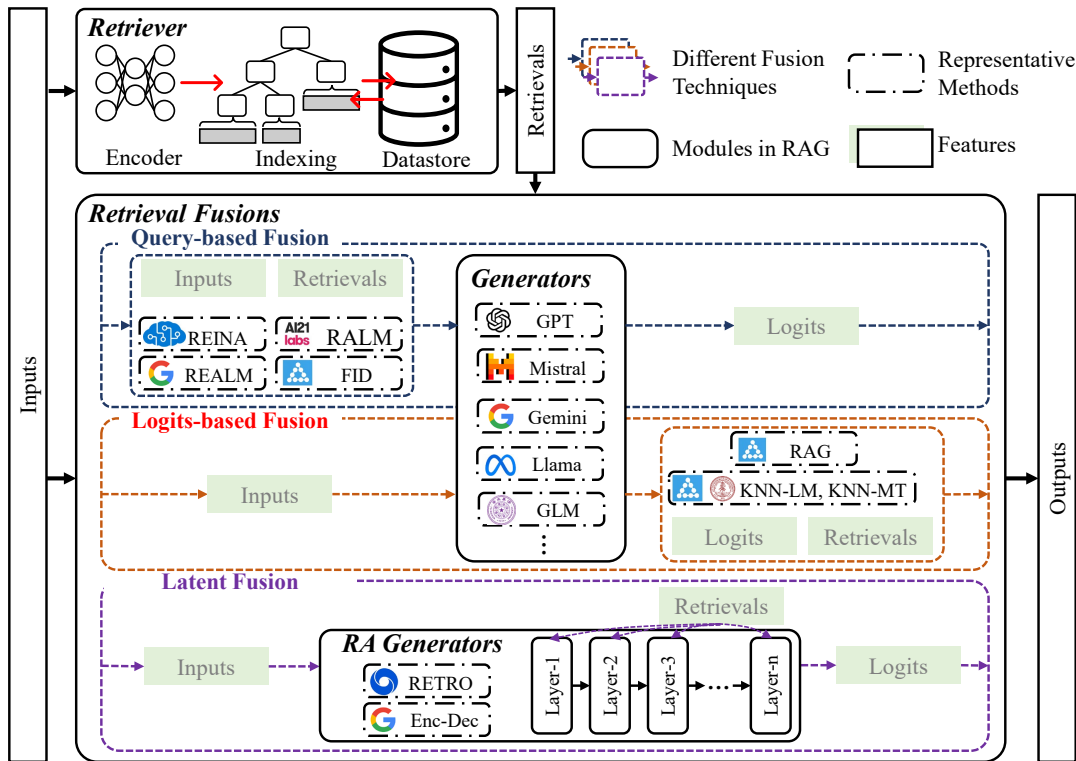 Retriever
Encoder
Indexing
Datastore
Retrievals
Different Fusion
Techniques
Representative
Methods
Modules in RAG
Features
Inputs
Retrieval Fusions
Query-based Fusion
Inputs
Retrievals
REINA
AI21
labs
RALM
REALM
FID
Generators
GPT
Mistral
Gemini
Llama
GLM
Logits
Logits-based Fusion
Inputs
RAG
KNN-LM, KNN-MT
Logits
Retrievals
Latent Fusion
Inputs
RA Generators
RETRO
Enc-Dec
Retrievals
Layer-1
Layer-2
Layer-3
Layer-n
Logits
Outputs